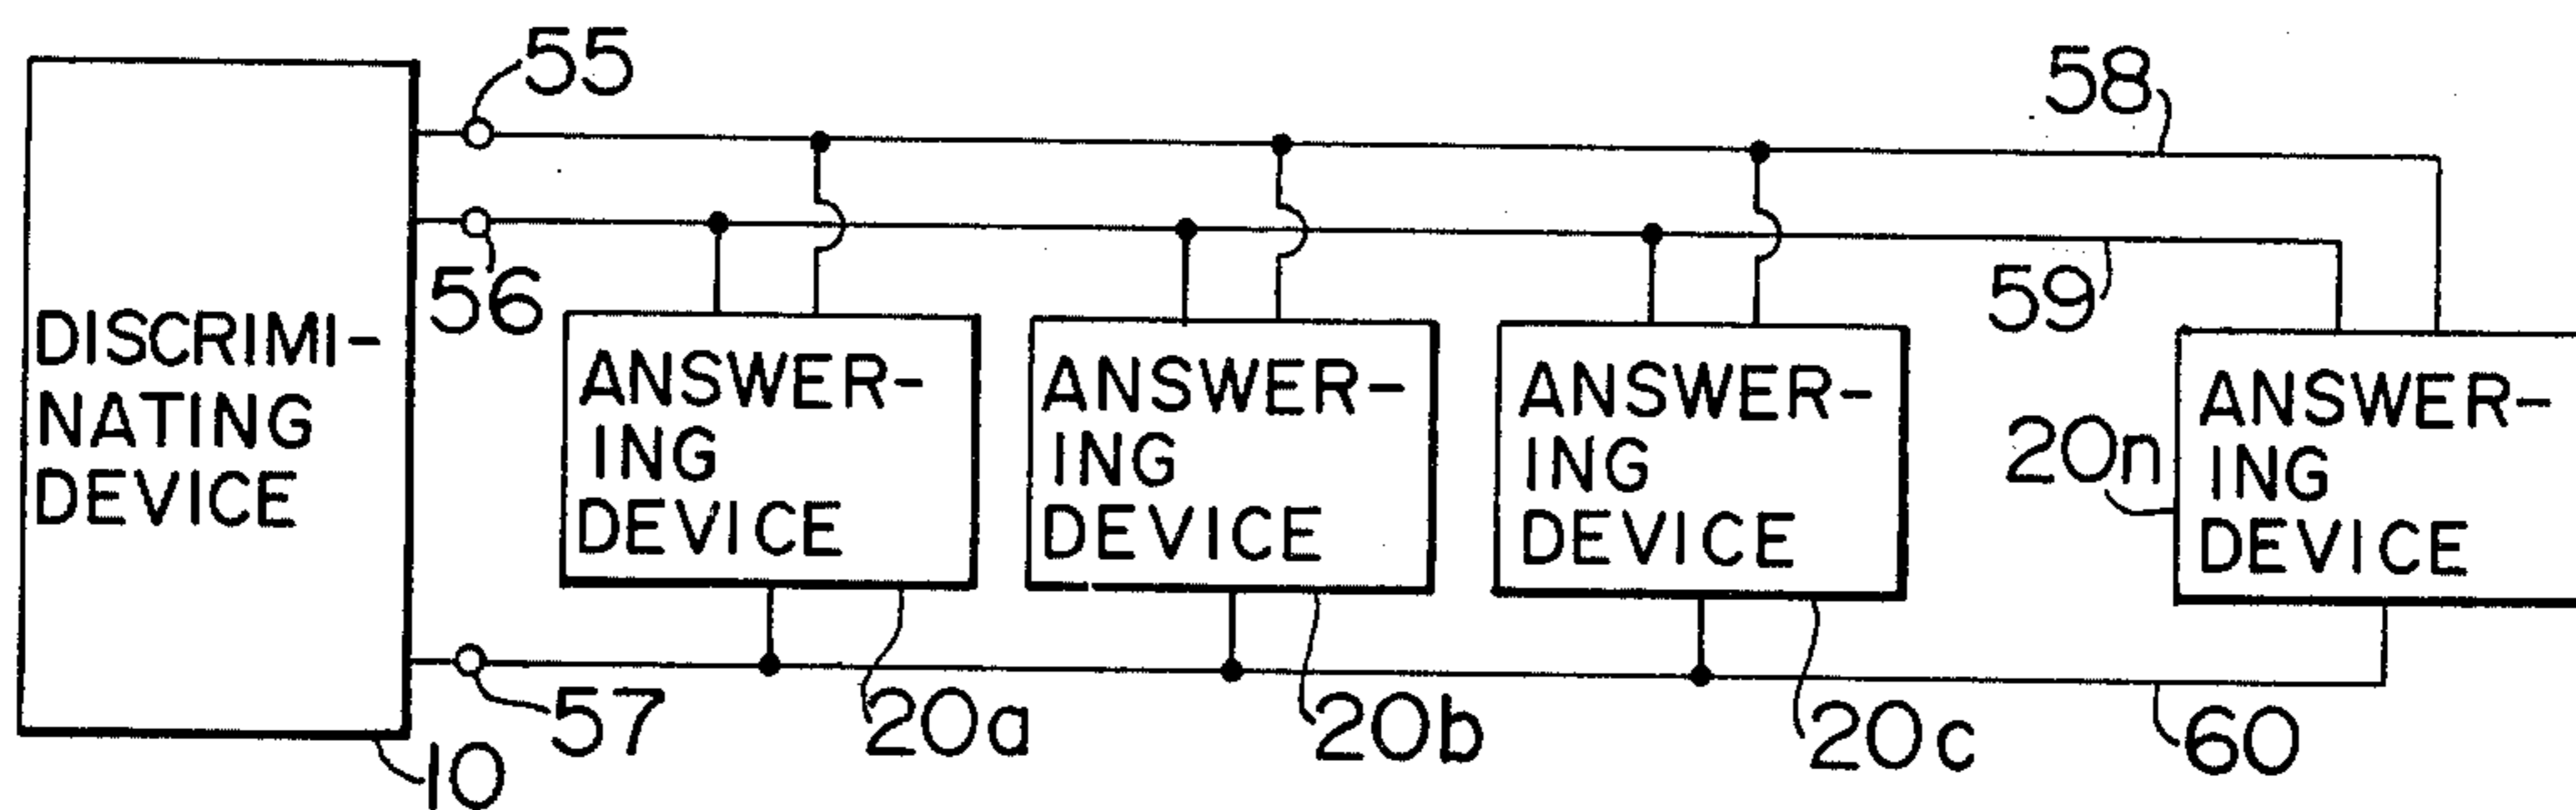 55
58
56
59
DISCRIMI-
NATING
DEVICE
ANSWER-
ING
DEVICE
ANSWER-
ING
DEVICE
ANSWER-
ING
DEVICE
20n
ANSWER-
ING
DEVICE
57
20a
20b
20c
60
10